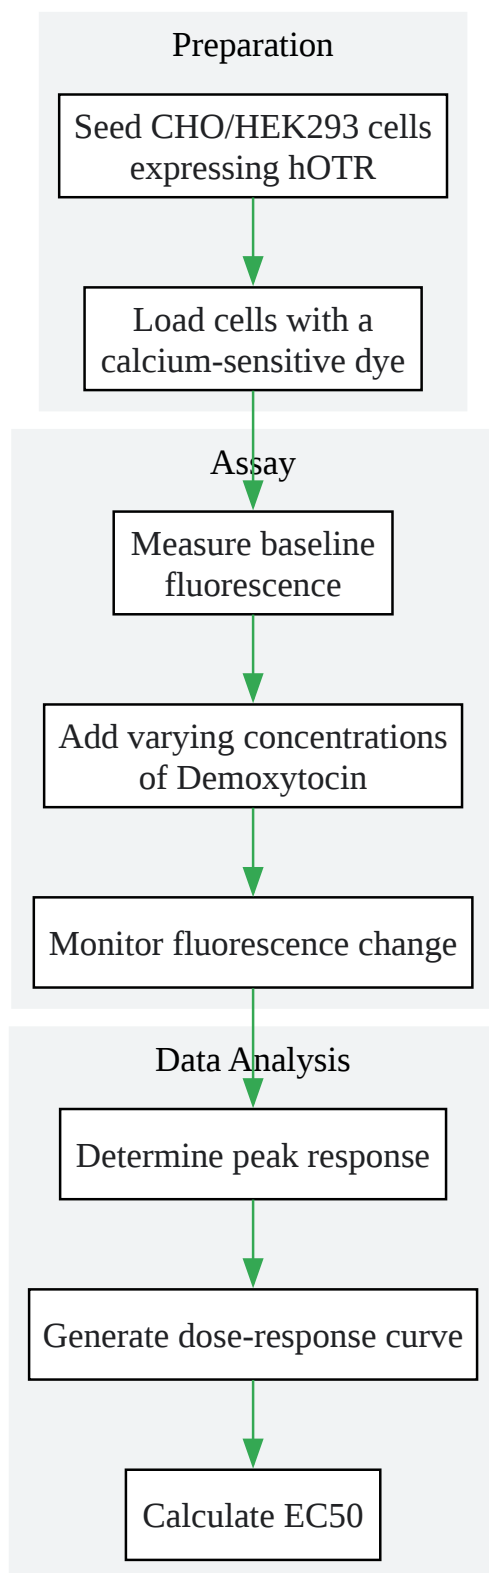 Preparation
Seed CHO/HEK293 cells
expressing hOTR
Load cells with a
calcium-sensitive dye
Assay
Measure baseline
fluorescence
Add varying concentrations
of Demoxytocin
Monitor fluorescence change
Data Analysis
Determine peak response
Generate dose-response curve
Calculate EC50